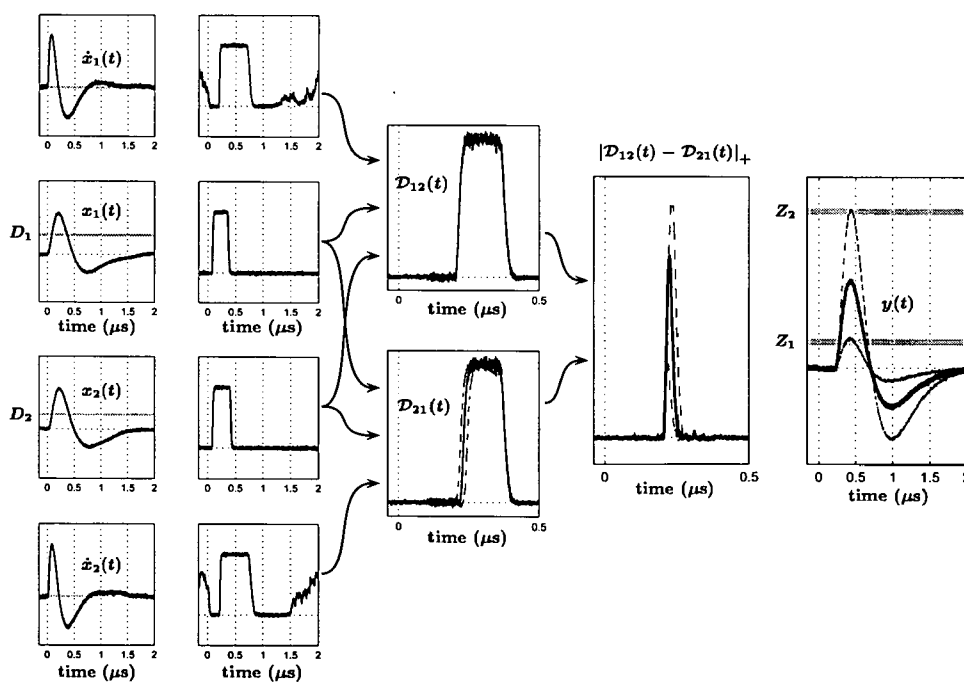 ẋ₁(t)
0 0.5 1 1.5 2
0 0.5 1 1.5 2
D₁
x₁(t)
0 0.5 1 1.5 2
time (μs)
0 0.5 1 1.5 2
time (μs)
D₂
x₂(t)
0 0.5 1 1.5 2
0 0.5 1 1.5 2
ẋ₂(t)
0 0.5 1 1.5 2
time (μs)
0 0.5 1 1.5 2
time (μs)
𝒟₁₂(t)
0 0.5
𝒟₂₁(t)
0 0.5
time (μs)
|𝒟₁₂(t) − 𝒟₂₁(t)|₊
0 0.5
time (μs)
Z₂
y(t)
Z₁
0 0.5 1 1.5 2
time (μs)